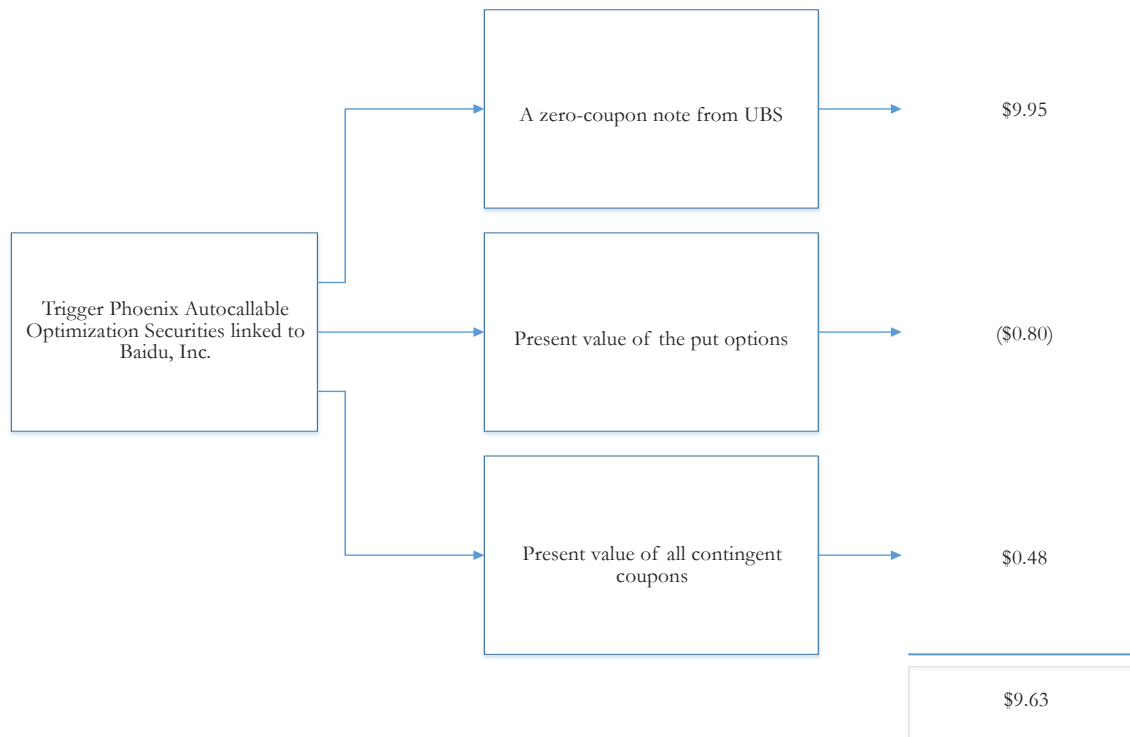 A zero-coupon note from UBS
$9.95
Trigger Phoenix Autocallable
Optimization Securities linked to
Baidu, Inc.
Present value of the put options
($0.80)
Present value of all contingent
coupons
$0.48
$9.63